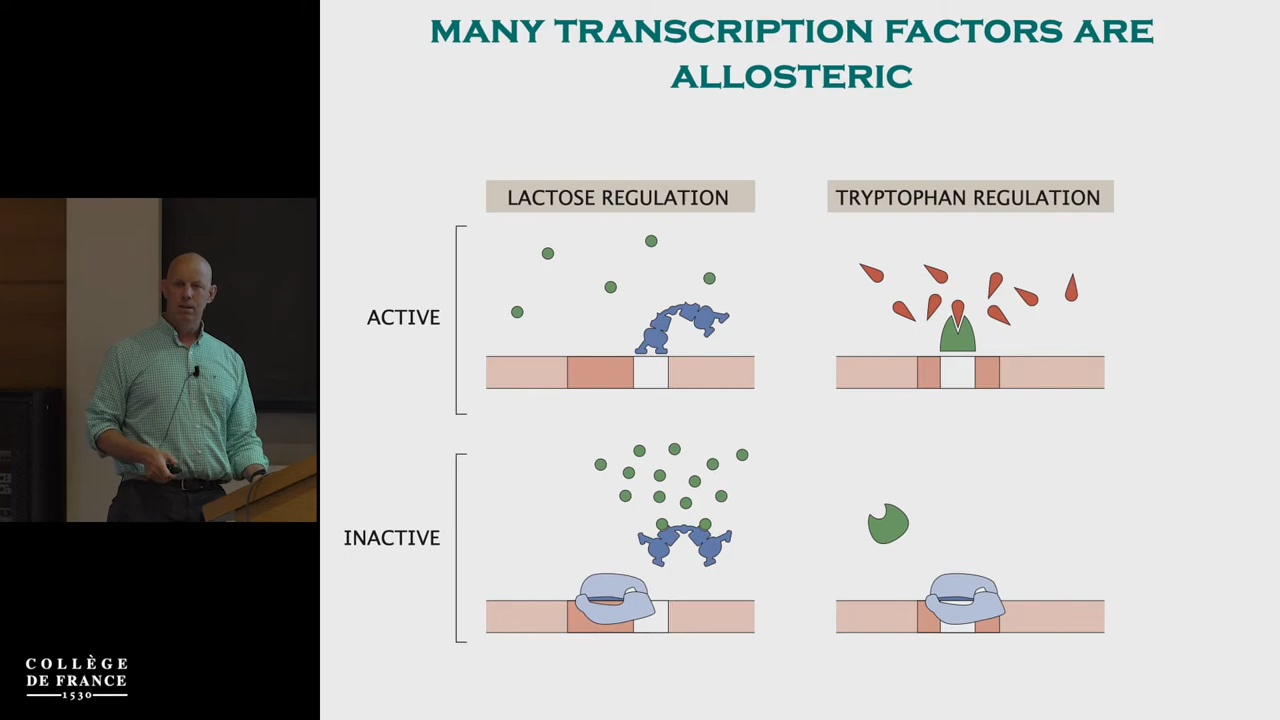 MANY TRANSCRIPTION FACTORS ARE
ALLOSTERIC
LACTOSE REGULATION
TRYPTOPHAN REGULATION
ACTIVE
INACTIVE
COLLÈGE
DE FRANCE
1530